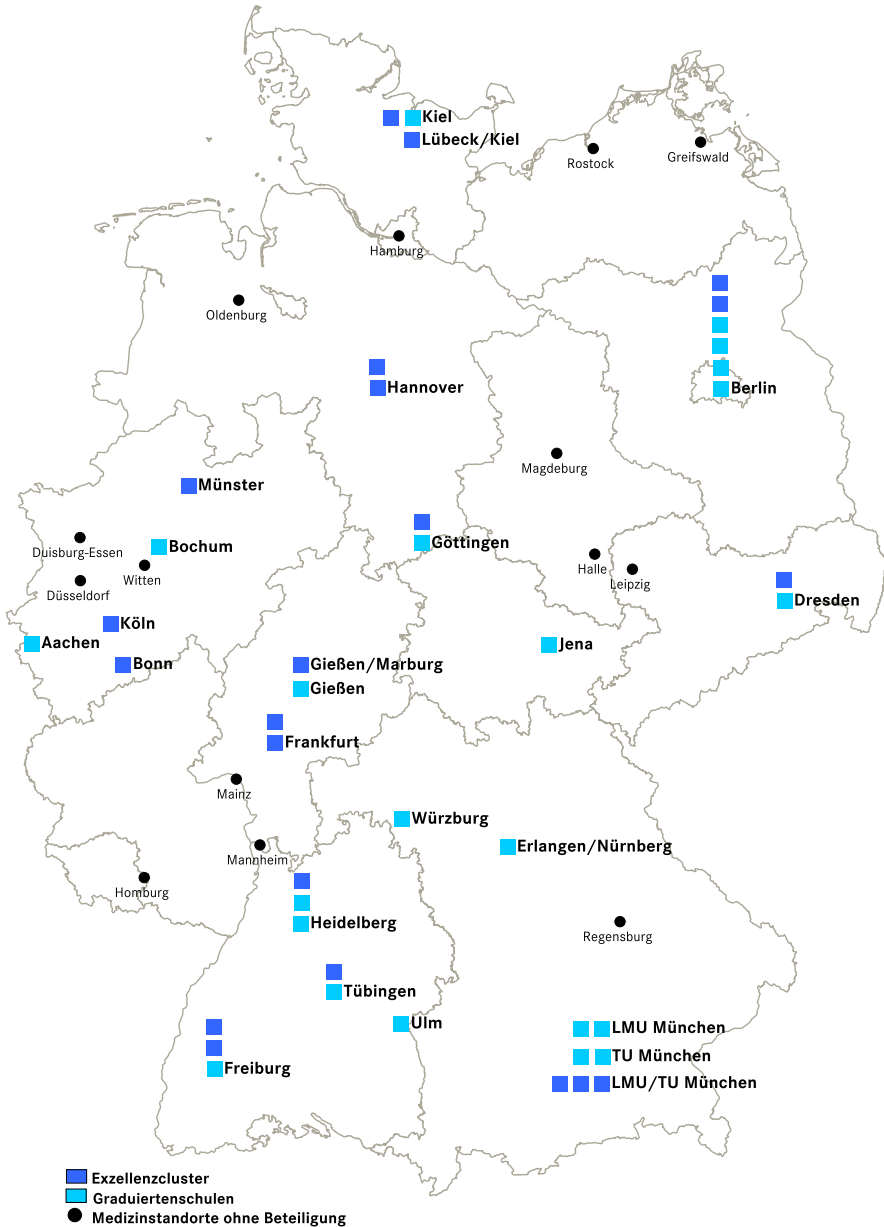 Kiel
Lübeck/Kiel
Rostock
Greifswald
Hamburg
Oldenburg
Hannover
Berlin
Magdeburg
Münster
Duisburg-Essen
Bochum
Göttingen
Witten
Halle
Leipzig
Düsseldorf
Dresden
Köln
Aachen
Jena
Bonn
Gießen/Marburg
Gießen
Frankfurt
Mainz
Würzburg
Erlangen/Nürnberg
Mannheim
Homburg
Heidelberg
Regensburg
Tübingen
Ulm
LMU München
TU München
Freiburg
LMU/TU München
Exzellenzcluster
Graduiertenschulen
Medizinstandorte ohne Beteiligung